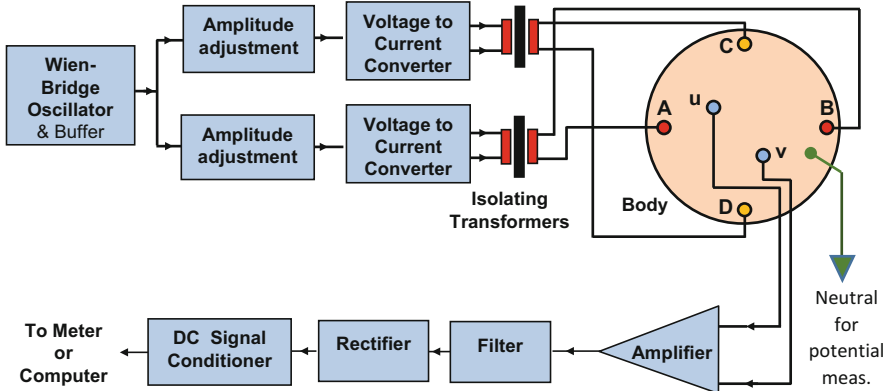 Wien-
Bridge
Oscillator
& Buffer
Amplitude
adjustment
Voltage to
Current
Converter
Amplitude
adjustment
Voltage to
Current
Converter
Isolating
Transformers
C
A
u
B
v
D
Body
Neutral
for
potential
meas.
To Meter
or
Computer
DC Signal
Conditioner
Rectifier
Filter
Amplifier